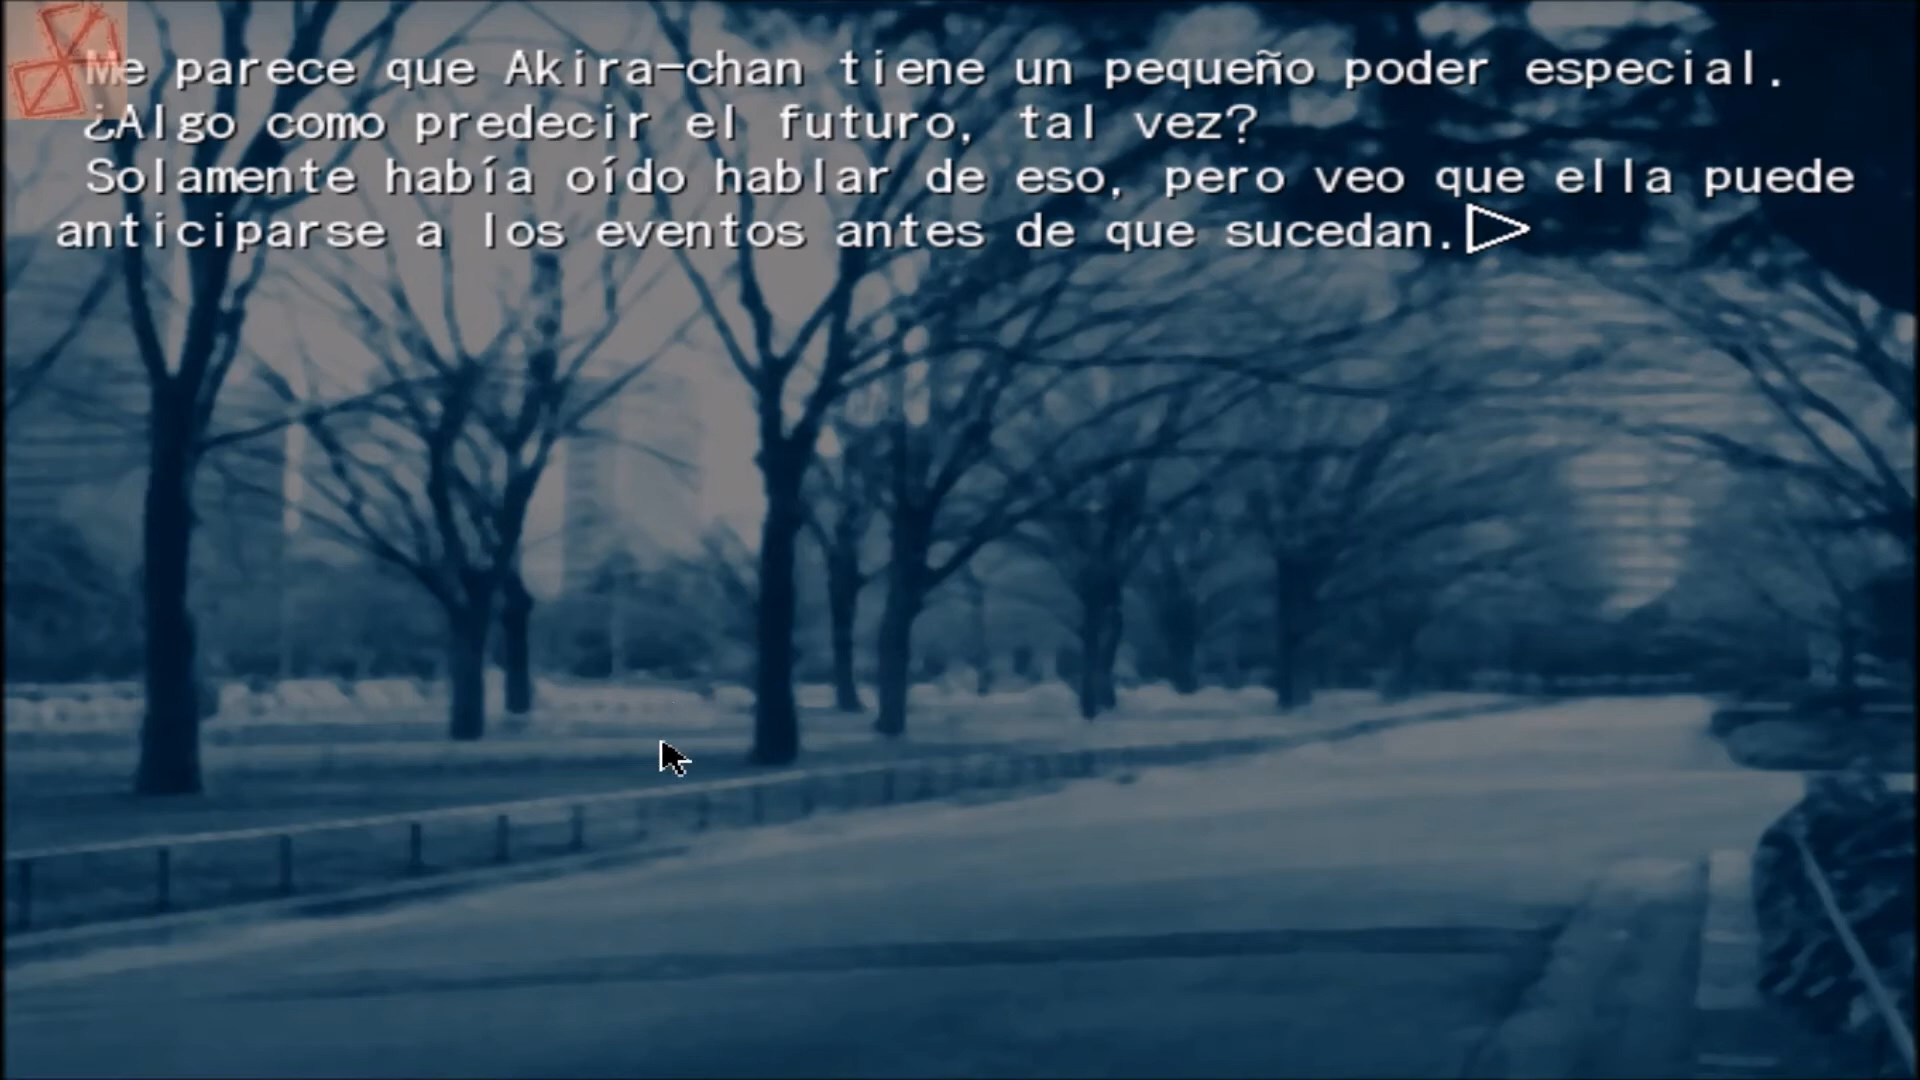 Me parece que Akira-chan tiene un pequeño poder especial.
¿Algo como predecir el futuro, tal vez?
Solamente había oído hablar de eso, pero veo que ella puede
anticiparse a los eventos antes de que sucedan.